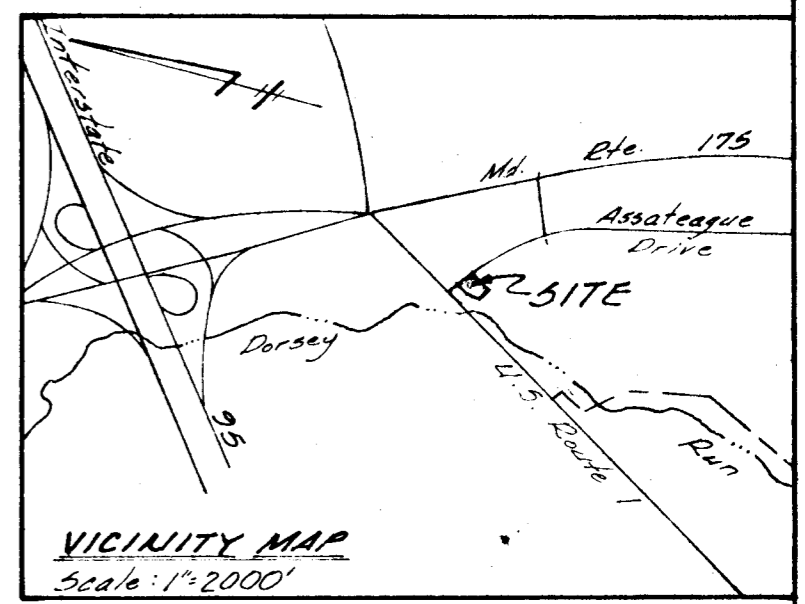 Interstate
95
Md. Rte. 175
Assateague
Drive
SITE
Dorsey
Run
U.S. Route 1
VICINITY MAP
Scale: 1"=2000'